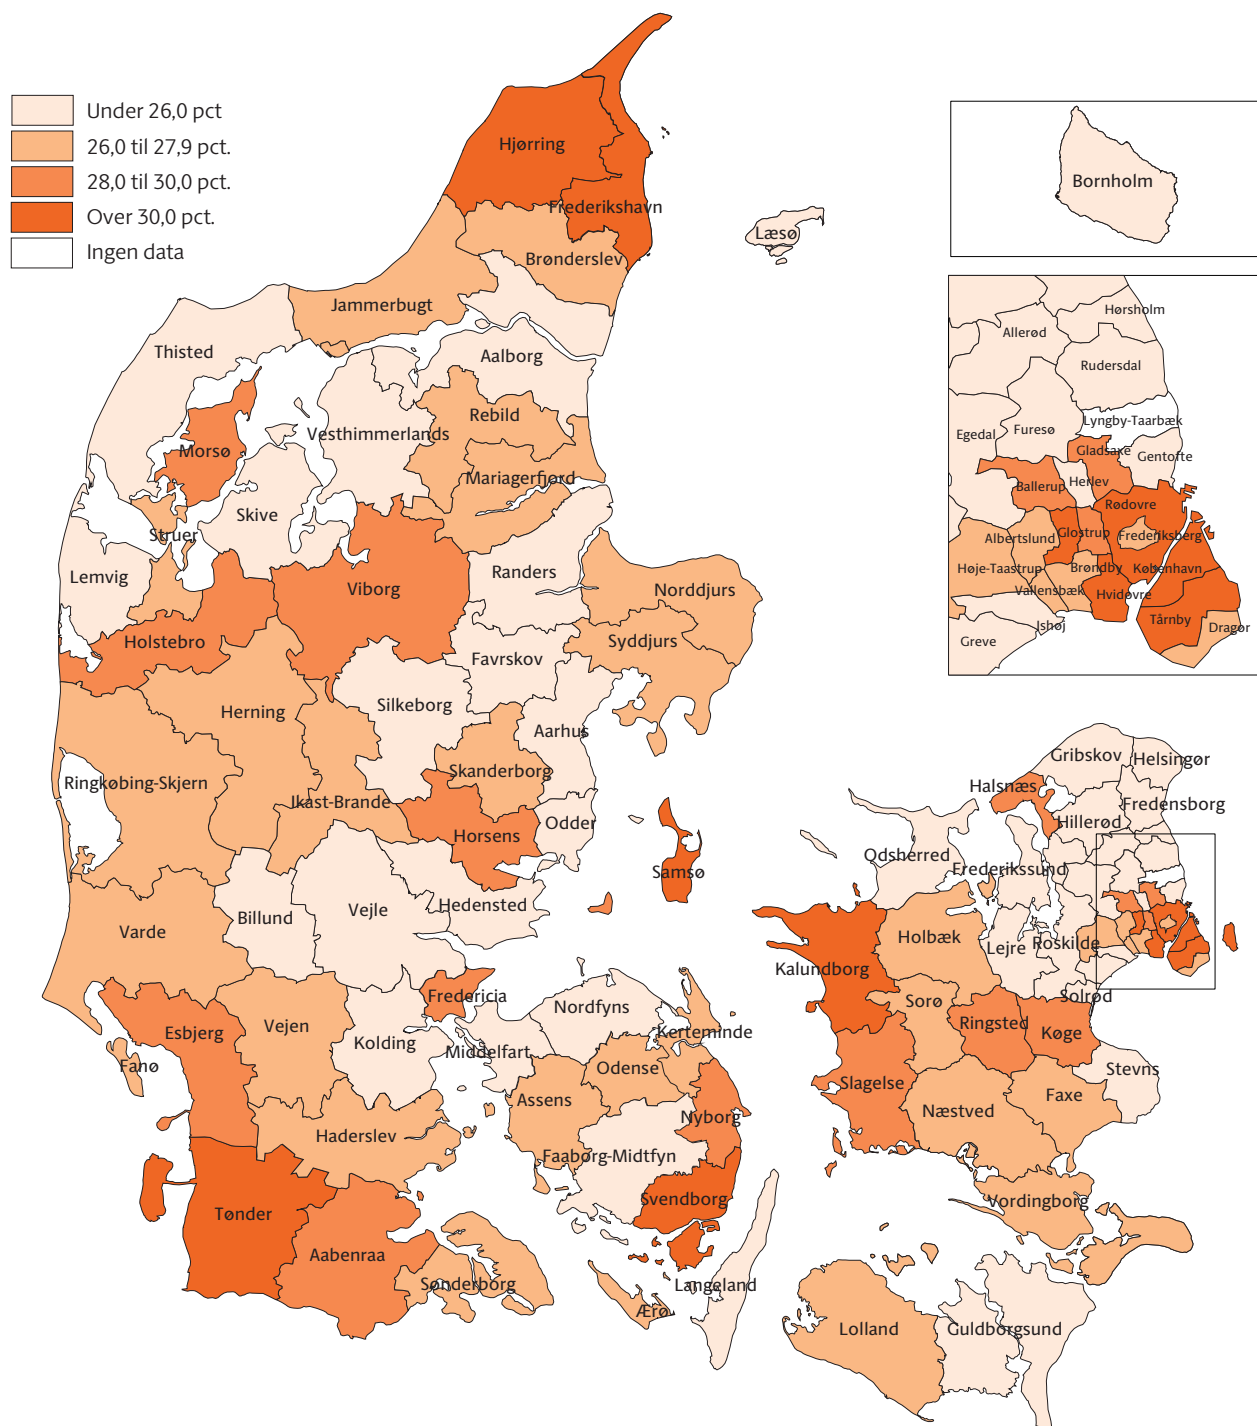 Under 26,0 pct
26,0 til 27,9 pct.
28,0 til 30,0 pct.
Over 30,0 pct.
Ingen data
Hjørring
Frederikshavn
Læsø
Brønderslev
Jammerbugt
Thisted
Aalborg
Rebild
Vesthimmerlands
Morsø
Mariagerfjord
Skive
Struer
Lemvig
Randers
Viborg
Norddjurs
Holstebro
Syddjurs
Favrskov
Silkeborg
Herning
Aarhus
Skanderborg
Ringkøbing-Skjern
Ikast-Brande
Horsens
Odder
Samsø
Hedensted
Billund
Vejle
Varde
Fredericia
Nordfyns
Esbjerg
Vejen
Kolding
Middelfart
Kerteminde
Fanø
Odense
Assens
Nyborg
Haderslev
Faaborg-Midtfyn
Svendborg
Tønder
Aabenraa
Sønderborg
Langeland
Ærø
Bornholm
Hørsholm
Allerød
Rudersdal
Lyngby-Taarbæk
Furesø
Egedal
Gladsaxe
Gentofte
Herlev
Ballerup
Rødovre
Glostrup
Frederiksberg
Albertslund
Høje-Taastrup
Brøndby
København
Vallensbæk
Hvidovre
Tårnby
Ishøj
Dragør
Greve
Gribskov
Helsingør
Halsnæs
Fredensborg
Hillerød
Odsherred
Frederikssund
Holbæk
Lejre
Roskilde
Kalundborg
Solrød
Sorø
Ringsted
Køge
Stevns
Slagelse
Næstved
Faxe
Vordingborg
Lolland
Guldborgsund